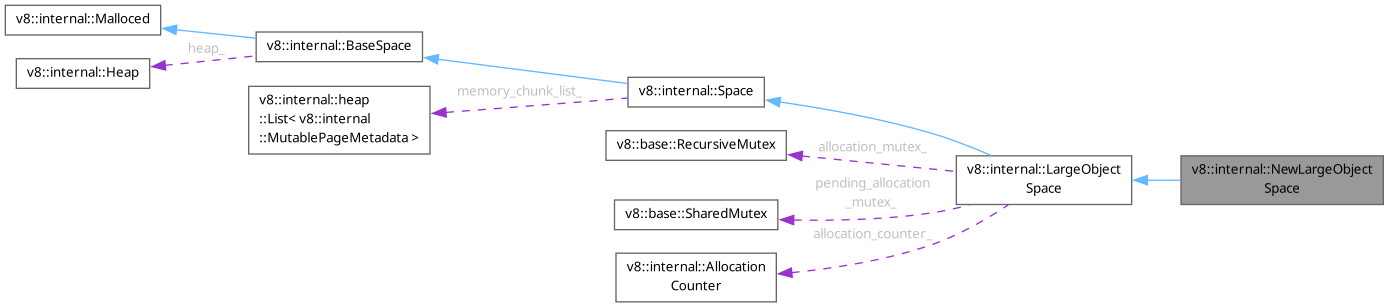 v8::internal::Malloced
v8::internal::Heap
heap_
v8::internal::BaseSpace
v8::internal::heap
::List< v8::internal
::MutablePageMetadata >
memory_chunk_list_
v8::internal::Space
v8::base::RecursiveMutex
allocation_mutex_
v8::base::SharedMutex
pending_allocation
_mutex_
v8::internal::Allocation
Counter
allocation_counter_
v8::internal::LargeObject
Space
v8::internal::NewLargeObject
Space